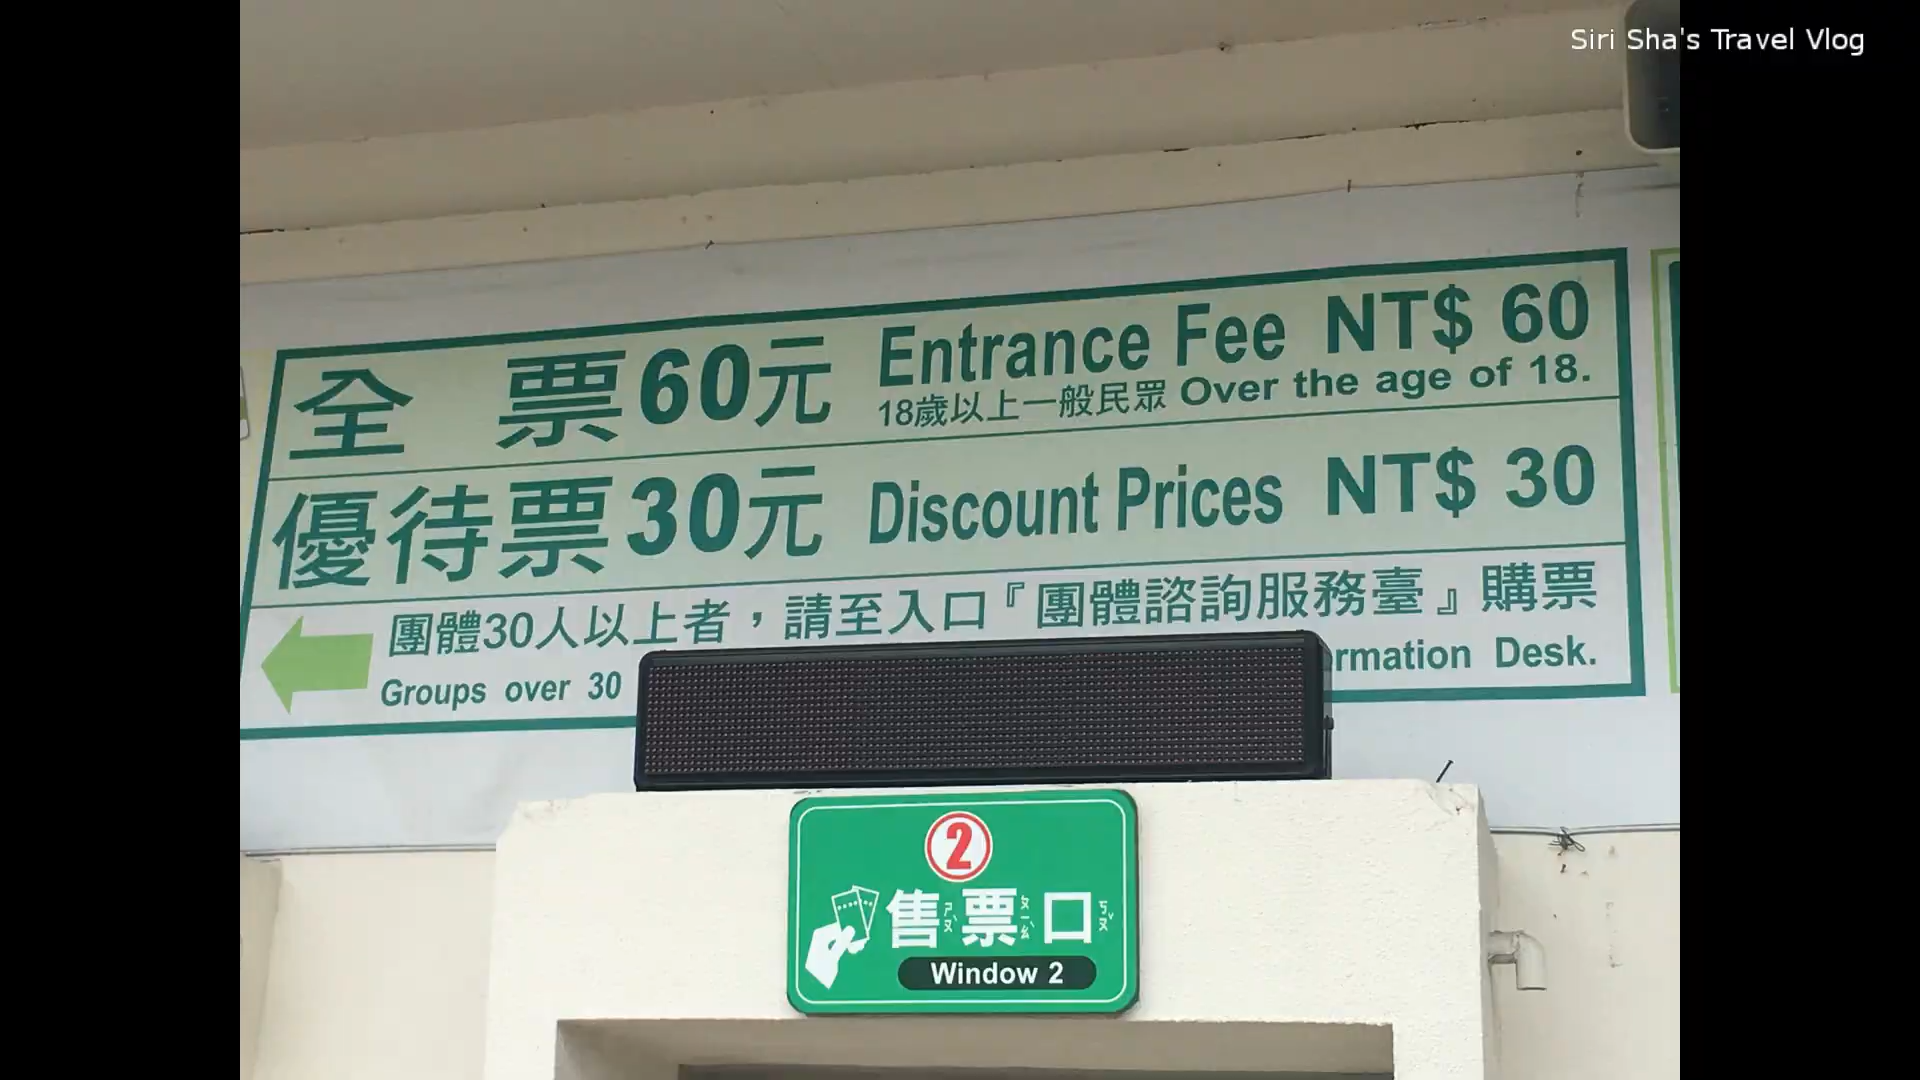 Siri Sha's Travel Vlog
全 票60元 Entrance Fee NT$ 60
18歲以上一般民眾 Over the age of 18.
優待票30元 Discount Prices NT$ 30
團體30人以上者，請至入口『團體諮詢服務臺』購票
Groups over 30 rmation Desk.
2
售票口
ㄕㄡˋ ㄆㄧㄠˋ ㄎㄡˇ
Window 2